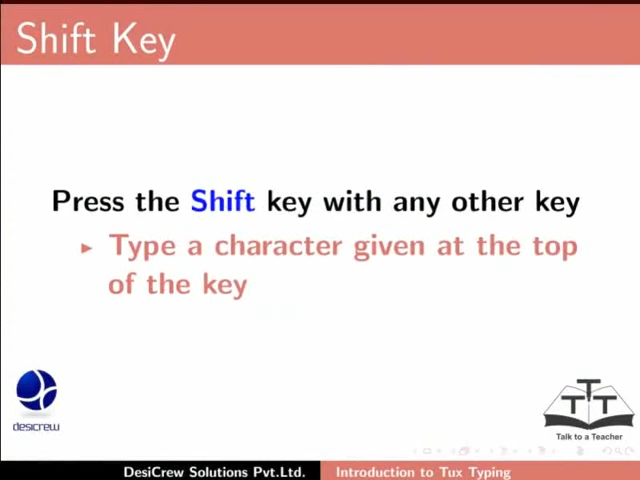 Shift Key
Press the Shift key with any other key
Type a character given at the top
of the key
desicrew
TTT
Talk to a Teacher
DesiCrew Solutions Pvt.Ltd.
Introduction to Tux Typing